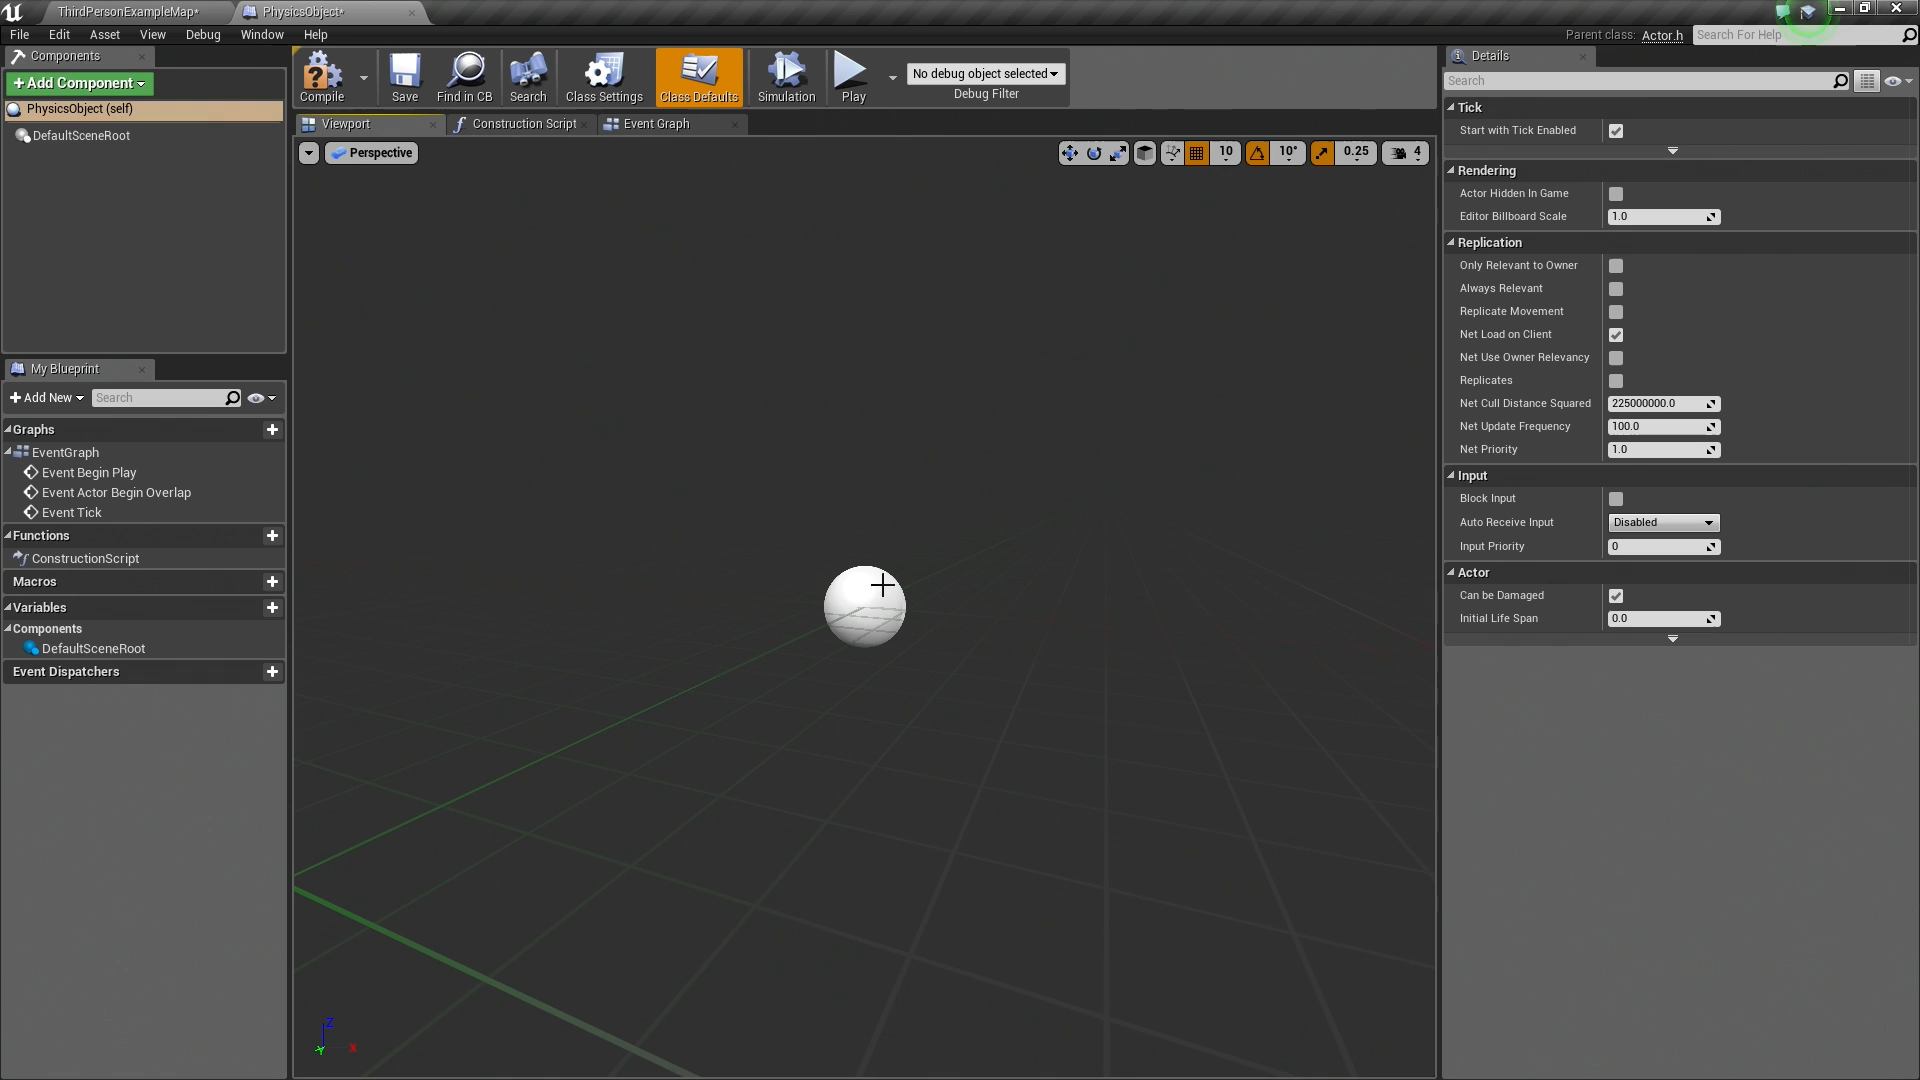 ThirdPersonExampleMap*
PhysicsObject*
File Edit Asset View Debug Window Help
Parent class: Actor.h Search For Help
Components
+Add Component
PhysicsObject (self)
DefaultSceneRoot
Compile Save Find in CB Search Class Settings Class Defaults Simulation Play
No debug object selected
Debug Filter
Viewport Construction Script Event Graph
Perspective
10 10° 0.25 4
Z
Y X
My Blueprint
+Add New Search
Graphs
EventGraph
Event Begin Play
Event Actor Begin Overlap
Event Tick
Functions
ConstructionScript
Macros
Variables
Components
DefaultSceneRoot
Event Dispatchers
Details
Search
Tick
Start with Tick Enabled
Rendering
Actor Hidden In Game
Editor Billboard Scale 1.0
Replication
Only Relevant to Owner
Always Relevant
Replicate Movement
Net Load on Client
Net Use Owner Relevancy
Replicates
Net Cull Distance Squared 225000000.0
Net Update Frequency 100.0
Net Priority 1.0
Input
Block Input
Auto Receive Input Disabled
Input Priority 0
Actor
Can be Damaged
Initial Life Span 0.0